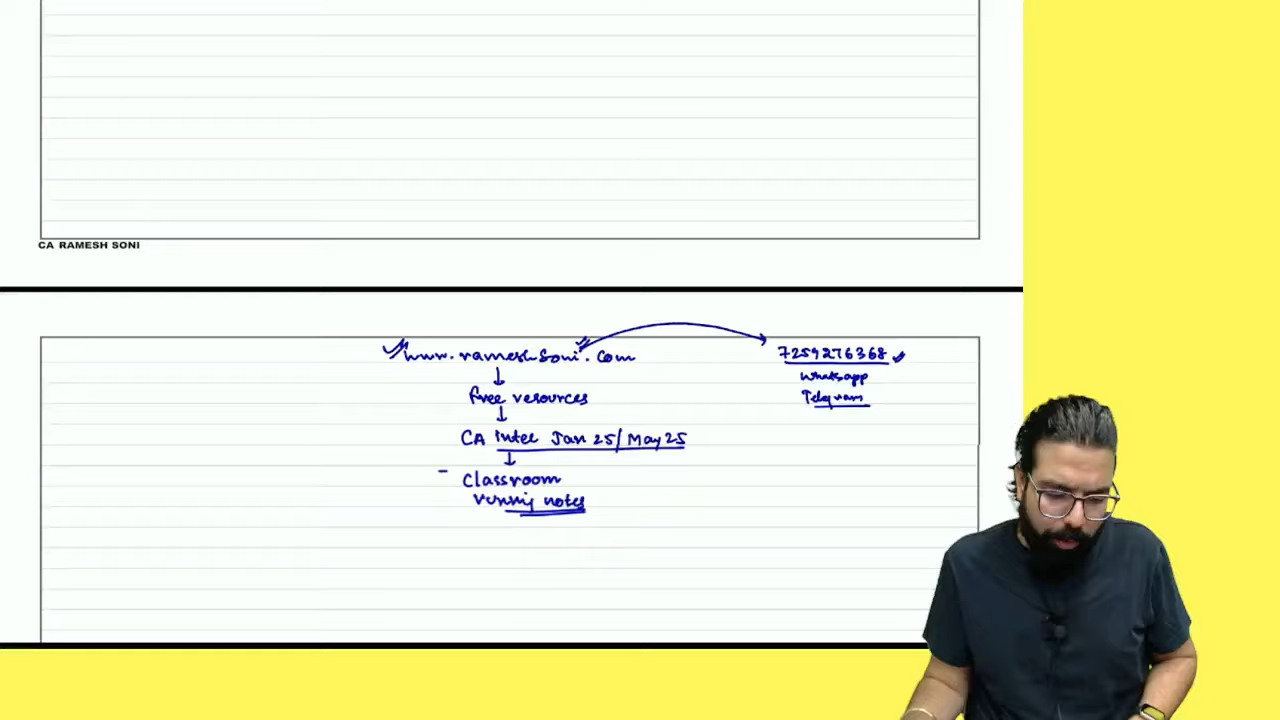 CA RAMESH SONI
www.rameshsoni.com
7259276368
Whatsapp
Telegram
free resources
CA inter Jan 25/May 25
Classroom
running notes